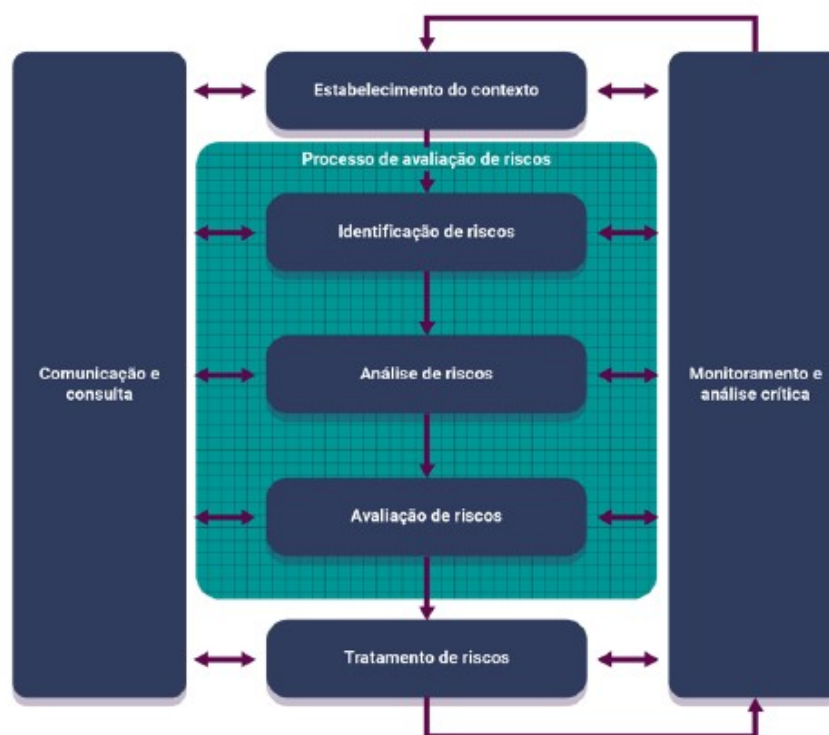 Estabelecimento do contexto
Processo de avaliação de riscos
Identificação de riscos
Comunicação e
consulta
Análise de riscos
Monitoramento e
análise crítica
Avaliação de riscos
Tratamento de riscos